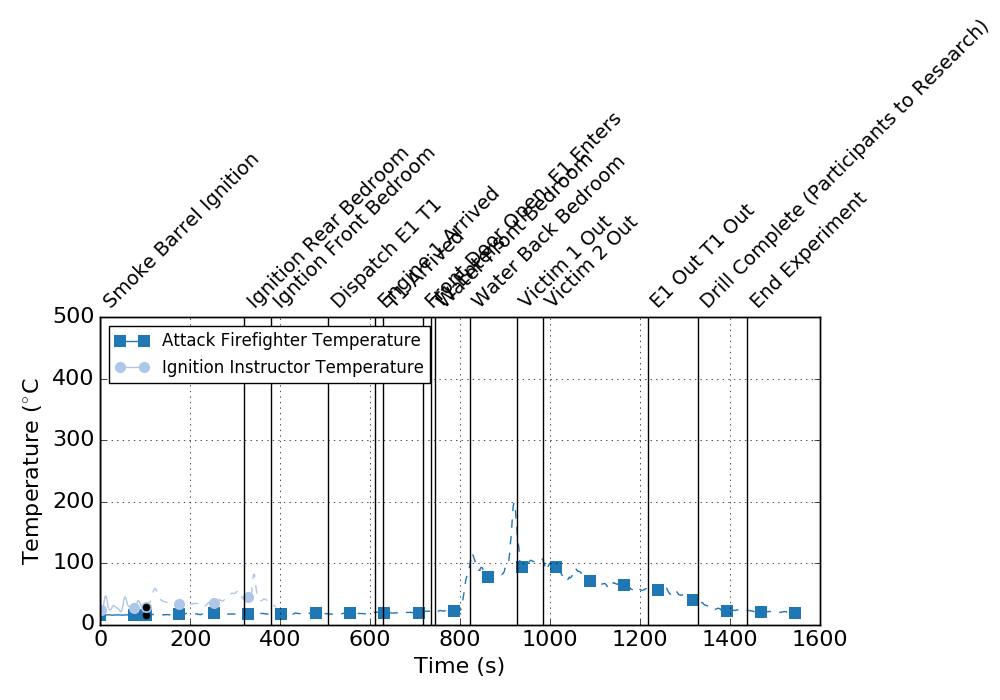 Smoke Barrel Ignition
Ignition Rear Bedroom
Igntion Front Bedroom
Dispatch E1 T1
Engine 1 Arrived
T1 Arrived
Front Door Open, E1 Enters
Water Front Bedroom
Water Back Bedroom
Victim 1 Out
Victim 2 Out
E1 Out T1 Out
Drill Complete (Participants to Research)
End Experiment
500
400
300
200
100
0
Temperature (°C
Attack Firefighter Temperature
Ignition Instructor Temperature
0 200 400 600 800 1000 1200 1400 1600
Time (s)